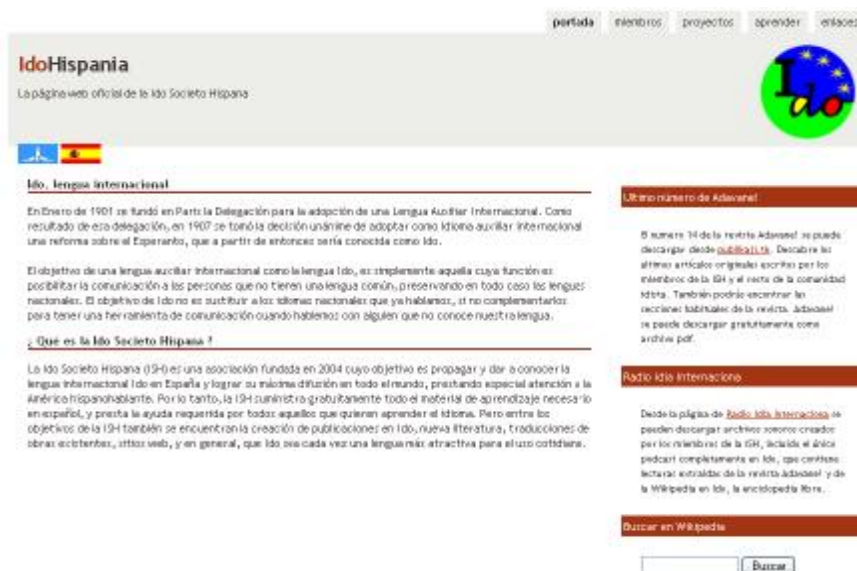 portada miembros proyectos aprender enlaces
IdoHispania
La página web oficial de la Ido Societo Hispana
Ido
Ido, lengua internacional
En Enero de 1901 se fundó en París la Delegación para la adopción de una Lengua Auxiliar Internacional. Como
resultado de esa delegación, en 1907 se tomó la decisión unánime de adoptar como idioma auxiliar internacional
una reforma sobre el Esperanto, que a partir de entonces sería conocida como Ido.
El objetivo de una lengua auxiliar internacional como la lengua Ido, es simplemente aquella cuya función es
posibilitar la comunicación a las personas que no tienen una lengua común, preservando en todo caso las lenguas
nacionales. El objetivo de Ido no es sustituir a los idiomas nacionales que ya hablamos, si no complementarlos
para tener una herramienta de comunicación cuando hablemos con alguien que no conoce nuestra lengua.
¿ Qué es la Ido Societo Hispana ?
La Ido Societo Hispana (ISH) es una asociación fundada en 2004 cuyo objetivo es propagar y dar a conocer la
lengua internacional Ido en España y lograr su máxima difusión en todo el mundo, prestando especial atención a la
América hispanohablante. Por lo tanto, la ISH suministra gratuitamente todo el material de aprendizaje necesario
en español, y presta la ayuda requerida por todos aquellos que quieren aprender el idioma. Pero entre los
objetivos de la ISH también se encuentran la creación de publicaciones en Ido, nueva literatura, traducciones de
obras existentes, sitios web, y en general, que Ido sea cada vez una lengua más atractiva para el uso cotidiano.
Ultimo número de Adavane!
El numero 14 de la revista Adavane! se puede
descargar desde publikaji.tk. Descubre los
últimos artículos originales escritos por los
miembros de la ISH y el resto de la comunidad
idista. También podrás encontrar las
secciones habituales de la revista. Adavane!
se puede descargar gratuitamente como
archivo pdf.
Radio Idia Internaciona
Desde la página de Radio Idia Internaciona se
pueden descargar archivos sonoros creados
por los miembros de la ISH, incluido el único
podcast completamente en Ido, que contiene
lecturas extraídas de la revista Adavane! y de
la Wikipedia en Ido, la enciclopedia libre.
Buscar en Wikipedia
Buscar